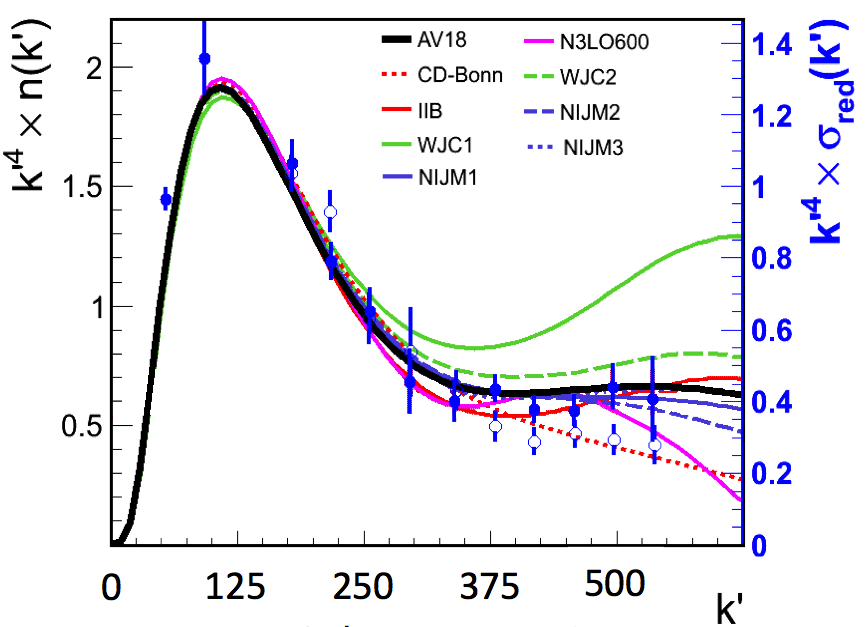 k'⁴ × n(k')
2
1.5
1
0.5
AV18
CD-Bonn
IIB
WJC1
NIJM1
N3LO600
WJC2
NIJM2
NIJM3
1.4
1.2
1
0.8
0.6
0.4
0.2
0
k'⁴ × σred(k')
0 125 250 375 500
k'